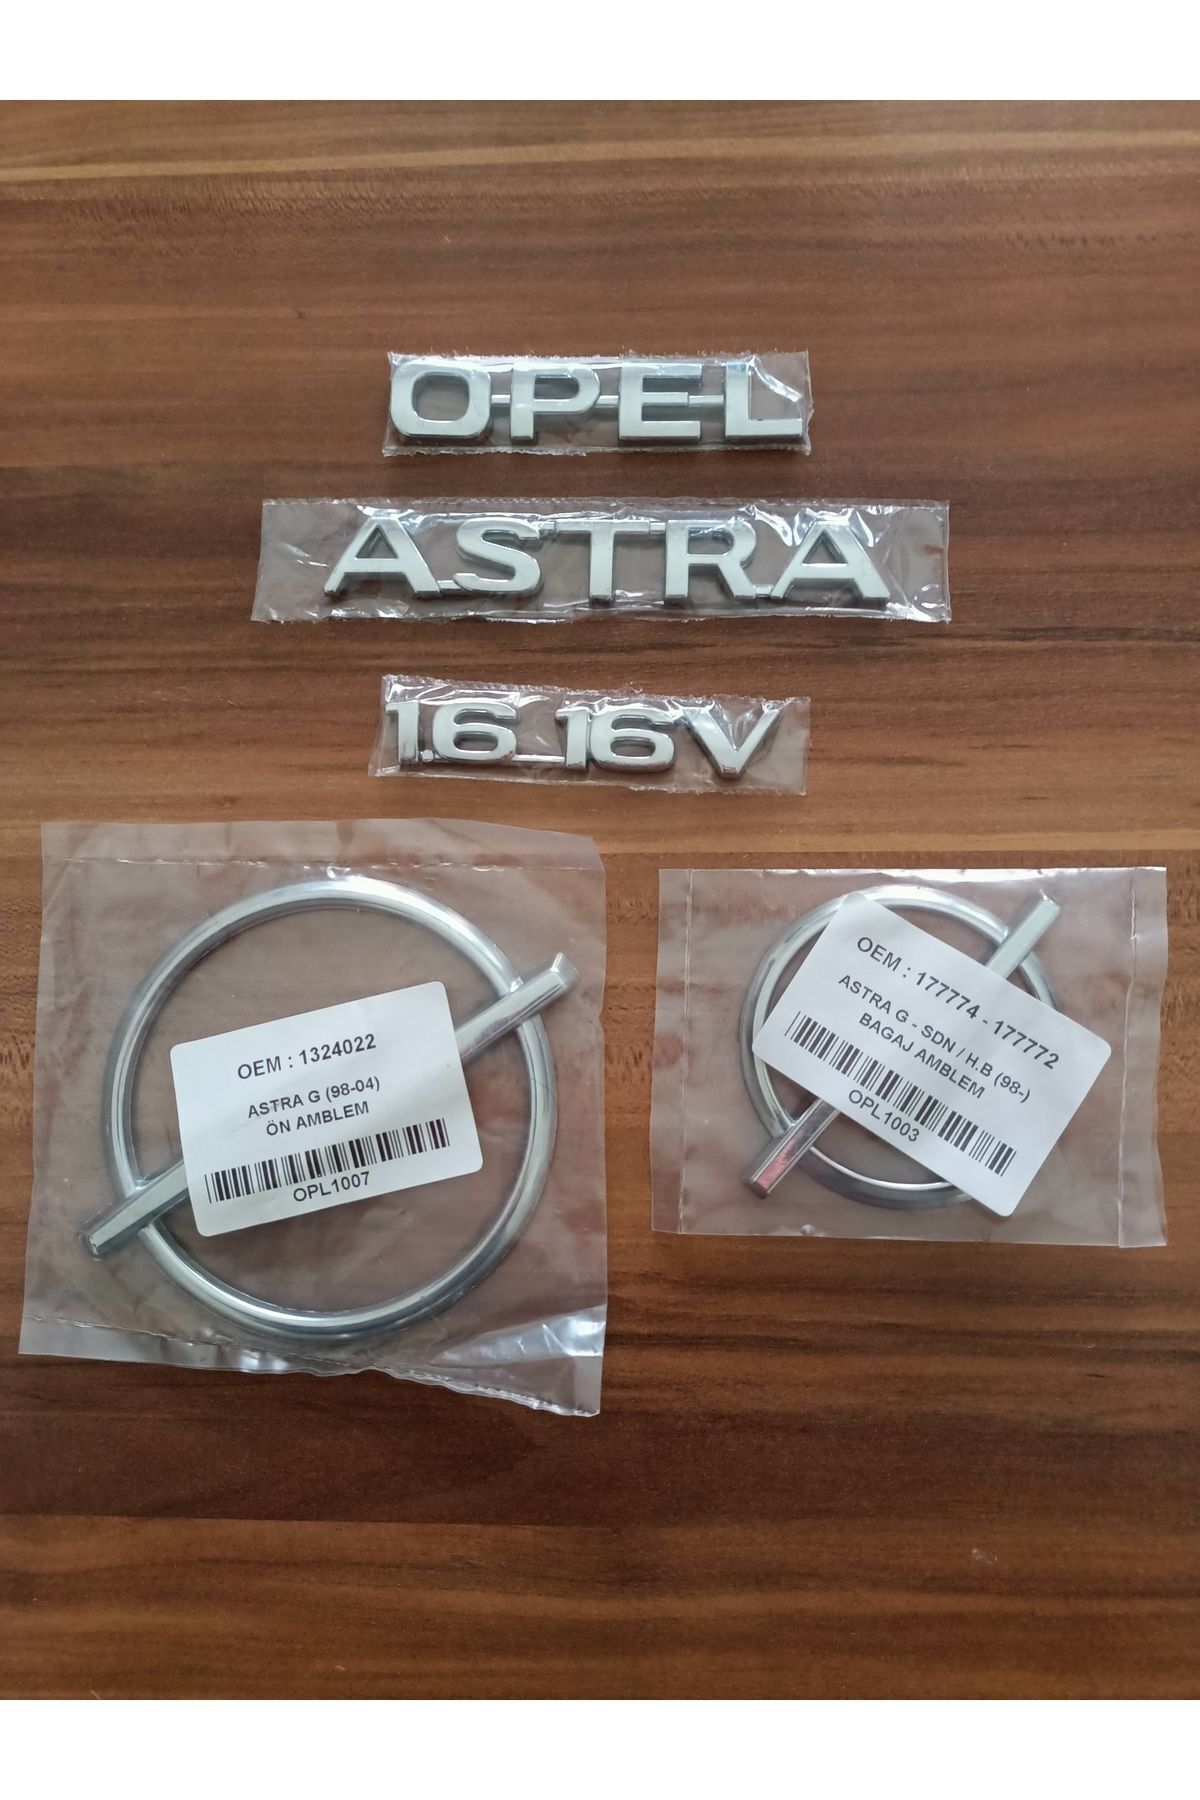 OPEL
ASTRA
1.6 16V
OEM : 1324022
ASTRA G (98-04)
ÖN AMBLEM
OPL1007
OEM : 177774 - 177772
ASTRA G - SDN / H.B (98-)
BAGAJ AMBLEM
OPL1003